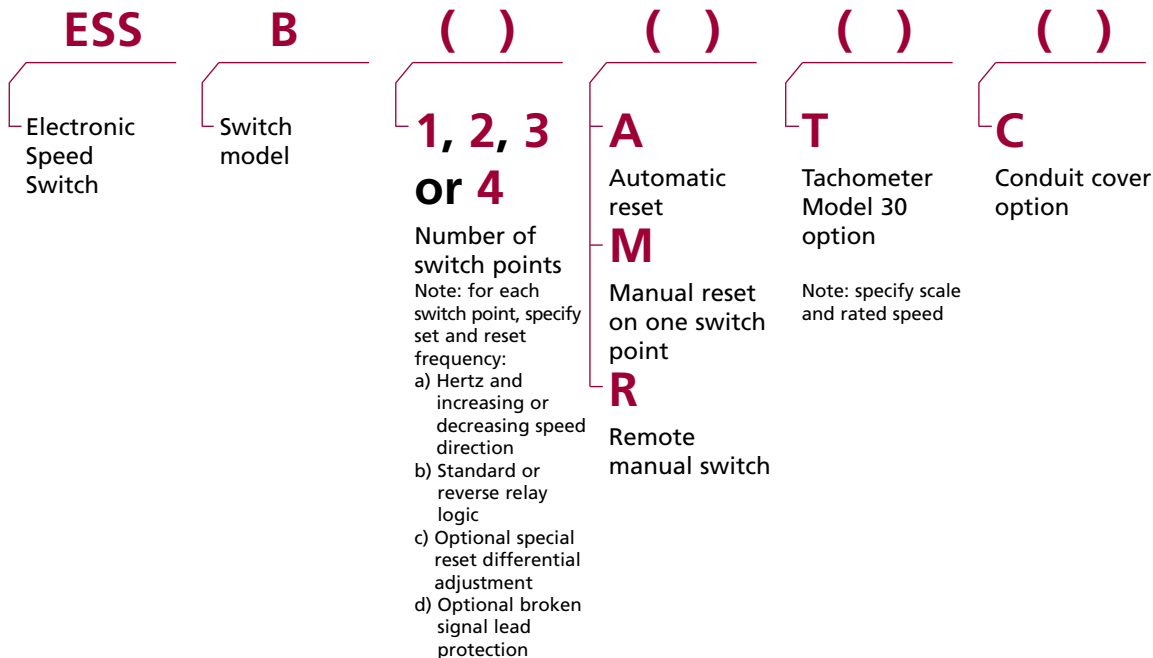 ESS B ( ) ( ) ( ) ( )
Electronic
Speed
Switch
Switch
model
1, 2, 3
or 4
Number of
switch points
Note: for each
switch point, specify
set and reset
frequency:
a) Hertz and
increasing or
decreasing speed
direction
b) Standard or
reverse relay
logic
c) Optional special
reset differential
adjustment
d) Optional broken
signal lead
protection
A
Automatic
reset
M
Manual reset
on one switch
point
R
Remote
manual switch
T
Tachometer
Model 30
option
Note: specify scale
and rated speed
C
Conduit cover
option